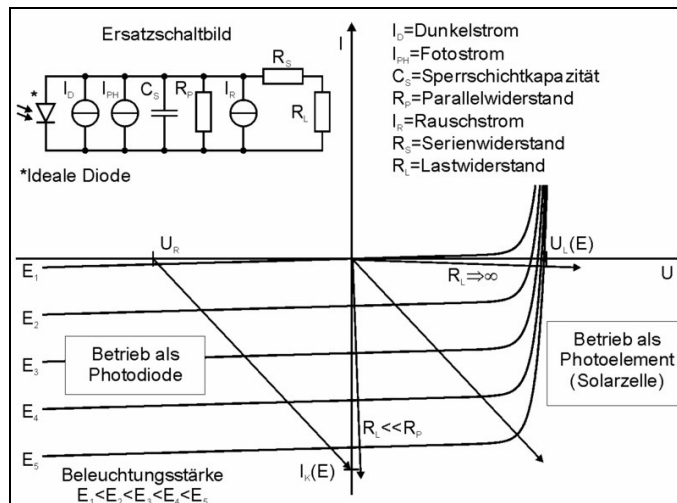 Ersatzschaltbild
* I_D I_PH C_S R_P I_R R_S R_L
*Ideale Diode
I
I_D=Dunkelstrom
I_PH=Fotostrom
C_S=Sperrschichtkapazität
R_P=Parallelwiderstand
I_R=Rauschstrom
R_S=Serienwiderstand
R_L=Lastwiderstand
U_R
U_L(E)
U
R_L⇒∞
E_1
E_2
E_3
E_4
E_5
Betrieb als
Photodiode
Betrieb als
Photoelement
(Solarzelle)
R_L<<R_P
I_K(E)
Beleuchtungsstärke
E_1<E_2<E_3<E_4<E_5